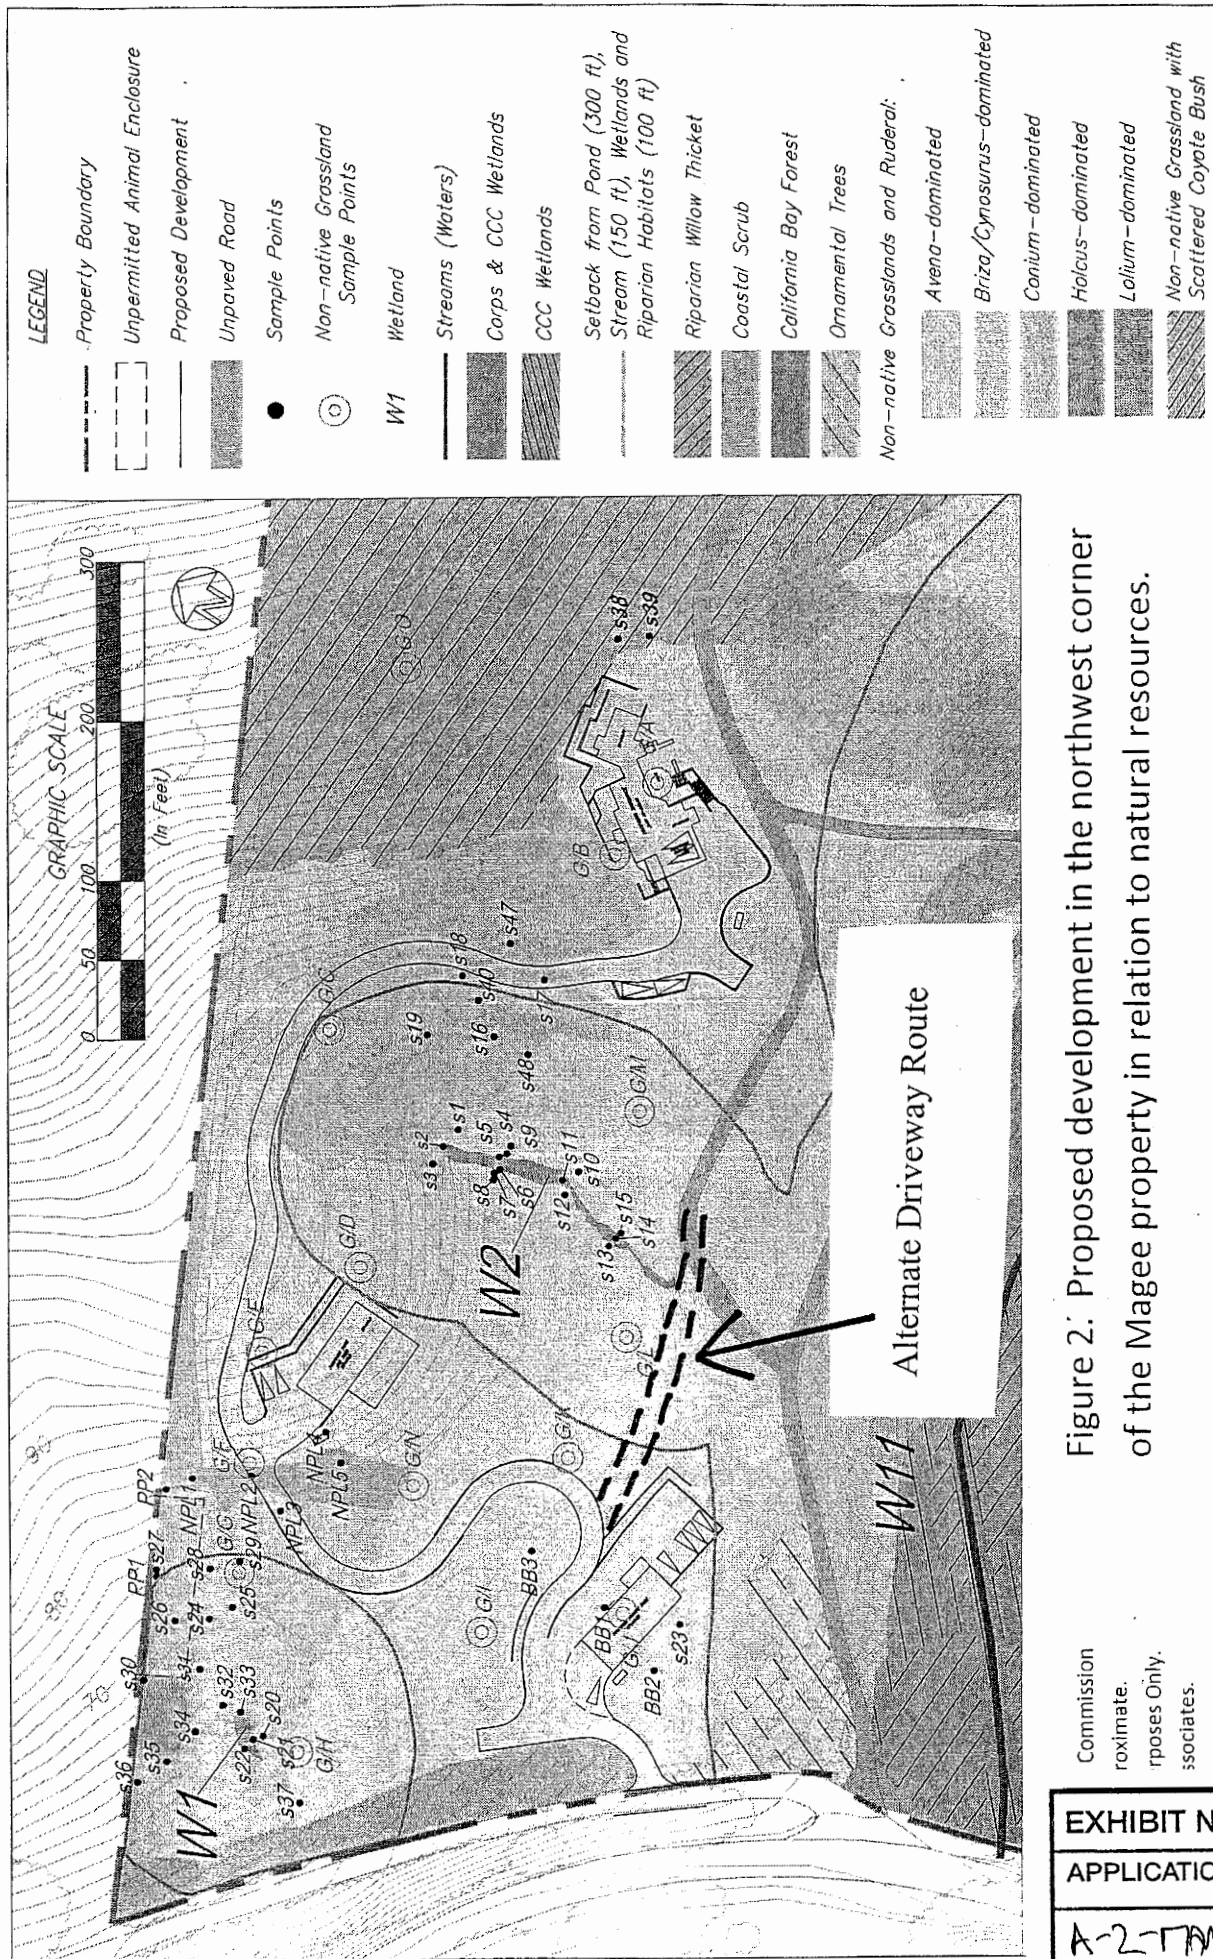 LEGEND
Property Boundary
Unpermitted Animal Enclosure
Proposed Development
Unpaved Road
Sample Points
Non-native Grassland
Sample Points
W1
Wetland
Streams (Waters)
Corps & CCC Wetlands
CCC Wetlands
Setback from Pond (300 ft),
Stream (150 ft), Wetlands and
Riparian Habitats (100 ft)
Riparian Willow Thicket
Coastal Scrub
California Bay Forest
Ornamental Trees
Non-native Grasslands and Ruderal:
Avena-dominated
Briza/Cynosurus-dominated
Conium-dominated
Holcus-dominated
Lolium-dominated
Non-native Grassland with
Scattered Coyote Bush
GRAPHIC SCALE
0 50 100 200 300
(In Feet)
N
s36
s35
s34
s30
s31
s26
s24
PP1
s27
s28
PP2
NPL1
G/F
G/G
s29
NPL2
s25
s32
s33
s20
s22
s21
s37
G/H
W1
NPL3
NPL4
NPL5
G/N
G/E
G/D
G/C
G/O
s19
s18
s40
s47
s16
s48
s17
G/B
G/A
s38
s39
s1
s2
s3
s5
s4
s9
s8
s7
s6
s11
s10
s12
s15
s14
s13
W2
G/M
G/L
G/K
G/I
BB3
BB1
G/J
BB2
s23
W11
Alternate Driveway Route
Figure 2. Proposed development in the northwest corner
of the Magee property in relation to natural resources.
Commission
roximate.
rposes Only.
ssociates.
EXHIBIT N
APPLICATIO